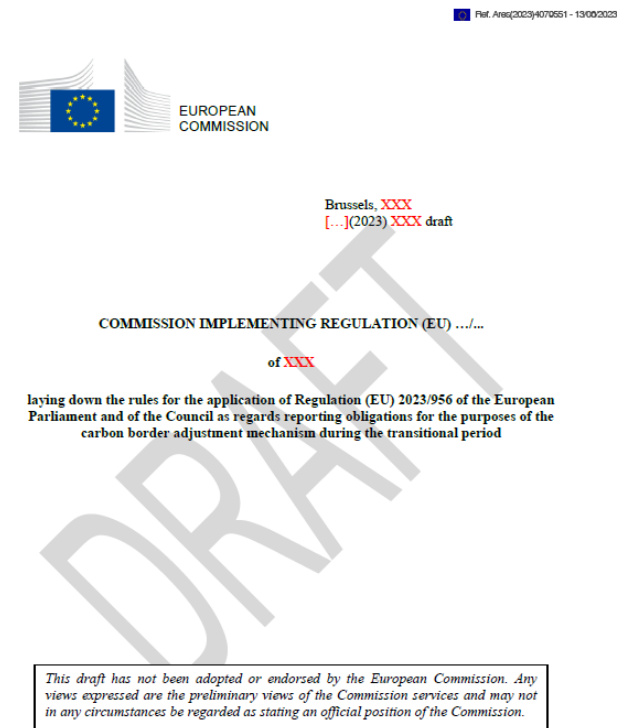 Ref. Ares(2023)4079551 - 13/06/2023
EUROPEAN
COMMISSION
Brussels, XXX
[…](2023) XXX draft
COMMISSION IMPLEMENTING REGULATION (EU) …/...
of XXX
laying down the rules for the application of Regulation (EU) 2023/956 of the European
Parliament and of the Council as regards reporting obligations for the purposes of the
carbon border adjustment mechanism during the transitional period
DRAFT
This draft has not been adopted or endorsed by the European Commission. Any
views expressed are the preliminary views of the Commission services and may not
in any circumstances be regarded as stating an official position of the Commission.